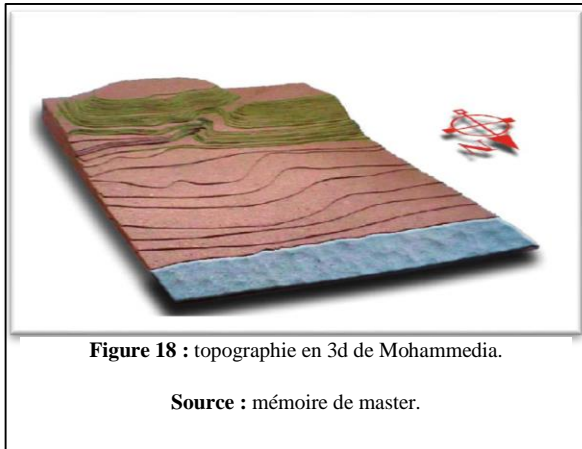 Figure 18 : topographie en 3d de Mohammedia.
Source : mémoire de master.